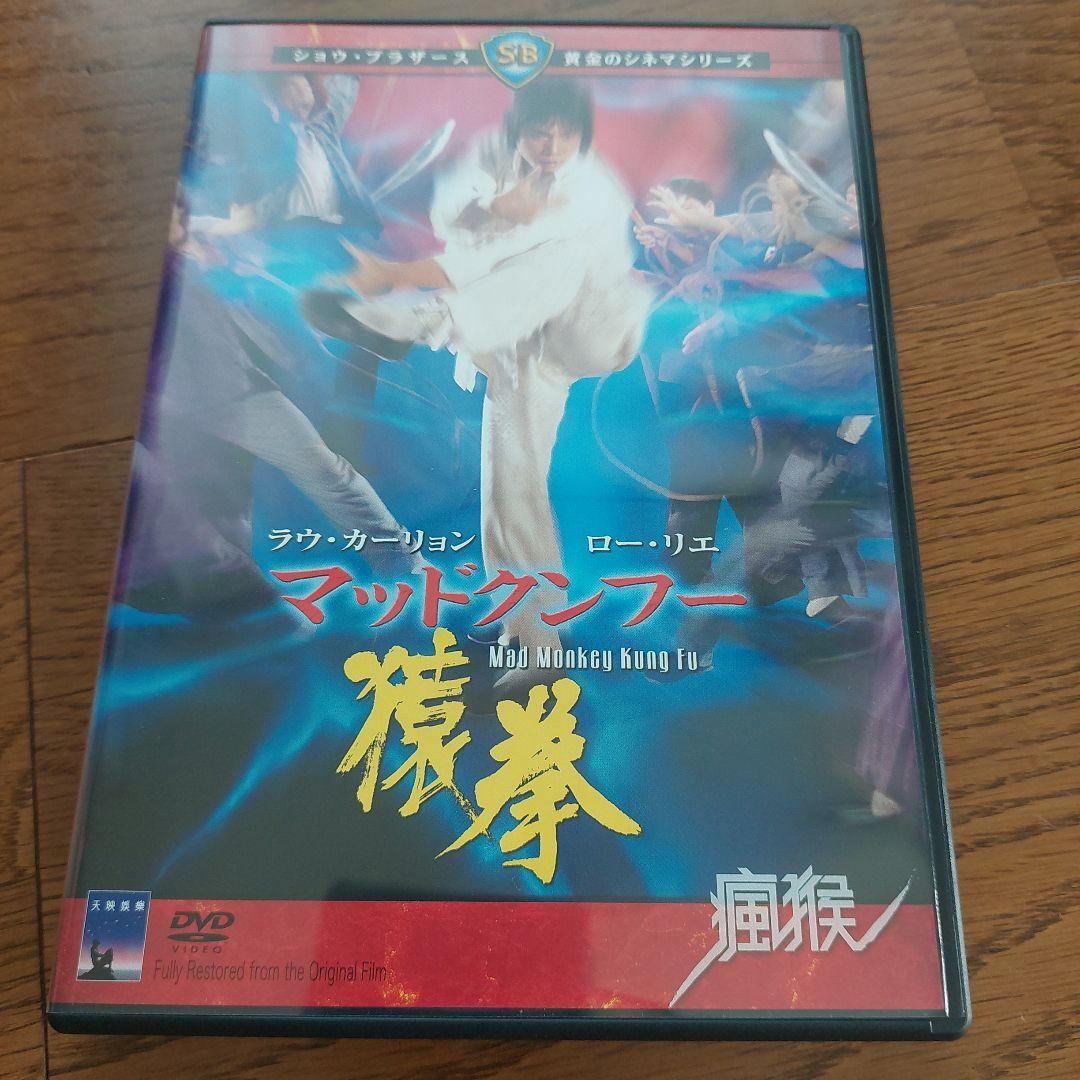 ショウ・ブラザース SB 黄金のシネマシリーズ
ラウ・カーリョン ロー・リエ
マッドクンフー
Mad Monkey Kung Fu
猿拳
瘋猴
天映娛樂
DVD
VIDEO
Fully Restored from the Original Film